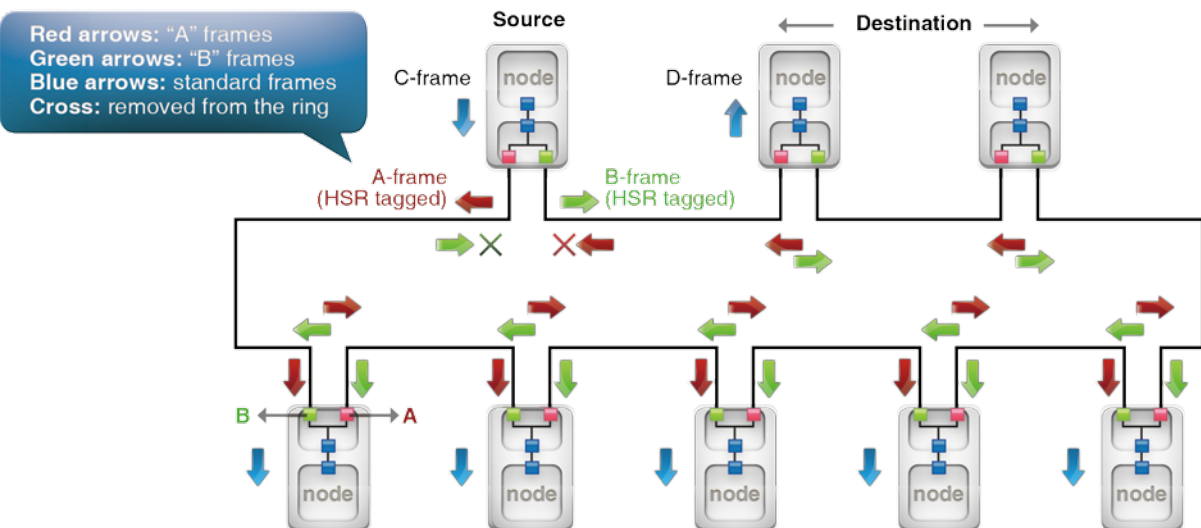 Red arrows: “A” frames
Green arrows: “B” frames
Blue arrows: standard frames
Cross: removed from the ring
Source
Destination
C-frame
D-frame
node
node
node
A-frame
(HSR tagged)
B-frame
(HSR tagged)
B
A
node
node
node
node
node